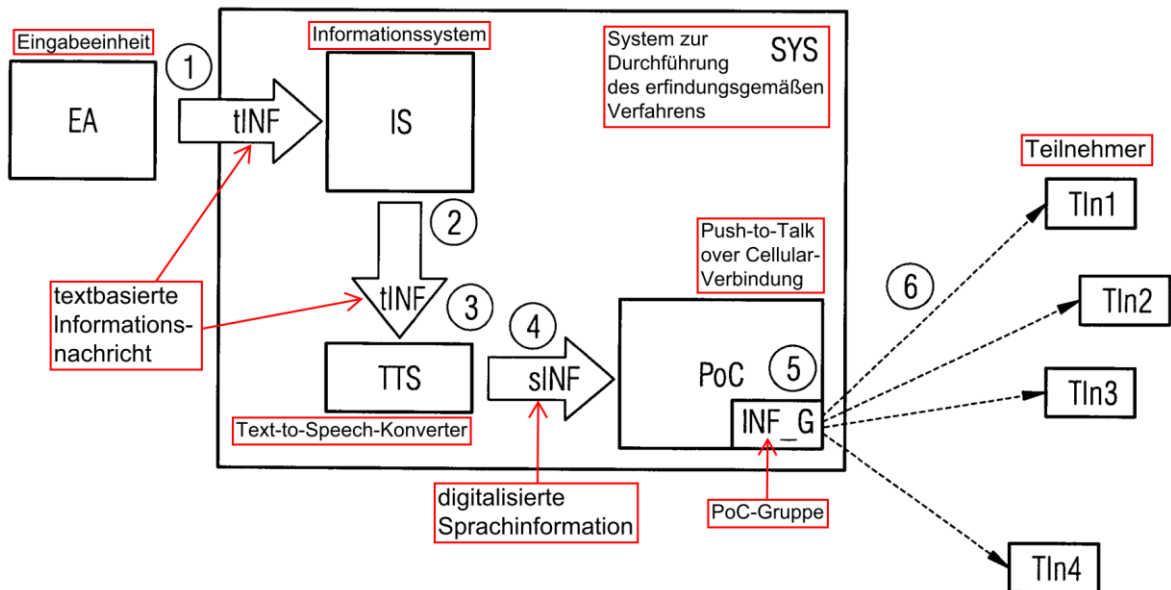 Eingabeeinheit
EA
1
tINF
Informationssystem
IS
System zur
Durchführung
des erfindungsgemäßen
Verfahrens
SYS
2
textbasierte
Informations-
nachricht
tINF
3
TTS
Text-to-Speech-Konverter
4
sINF
digitalisierte
Sprachinformation
Push-to-Talk
over Cellular-
Verbindung
PoC
5
INF_G
PoC-Gruppe
6
Teilnehmer
Tln1
Tln2
Tln3
Tln4